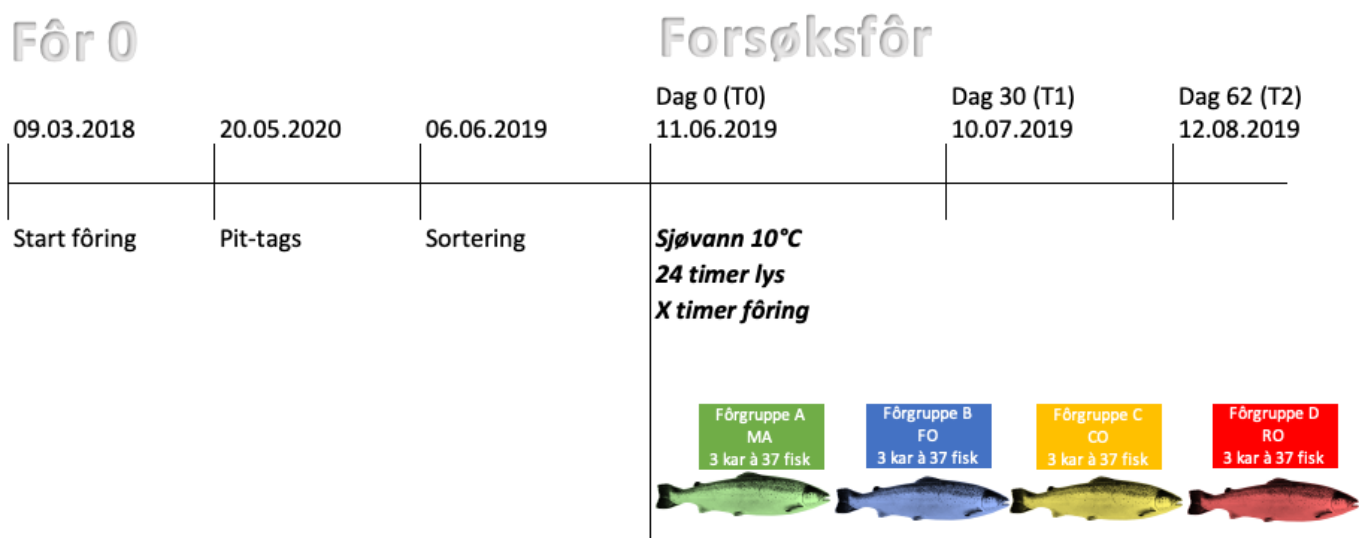 Fôr 0
Forsøksfôr
09.03.2018
20.05.2020
06.06.2019
Dag 0 (T0)
11.06.2019
Dag 30 (T1)
10.07.2019
Dag 62 (T2)
12.08.2019
Start fôring
Pit-tags
Sortering
Sjøvann 10°C
24 timer lys
X timer fôring
Fôrgruppe A
MA
3 kar à 37 fisk
Fôrgruppe B
FO
3 kar à 37 fisk
Fôrgruppe C
CO
3 kar à 37 fisk
Fôrgruppe D
RO
3 kar à 37 fisk